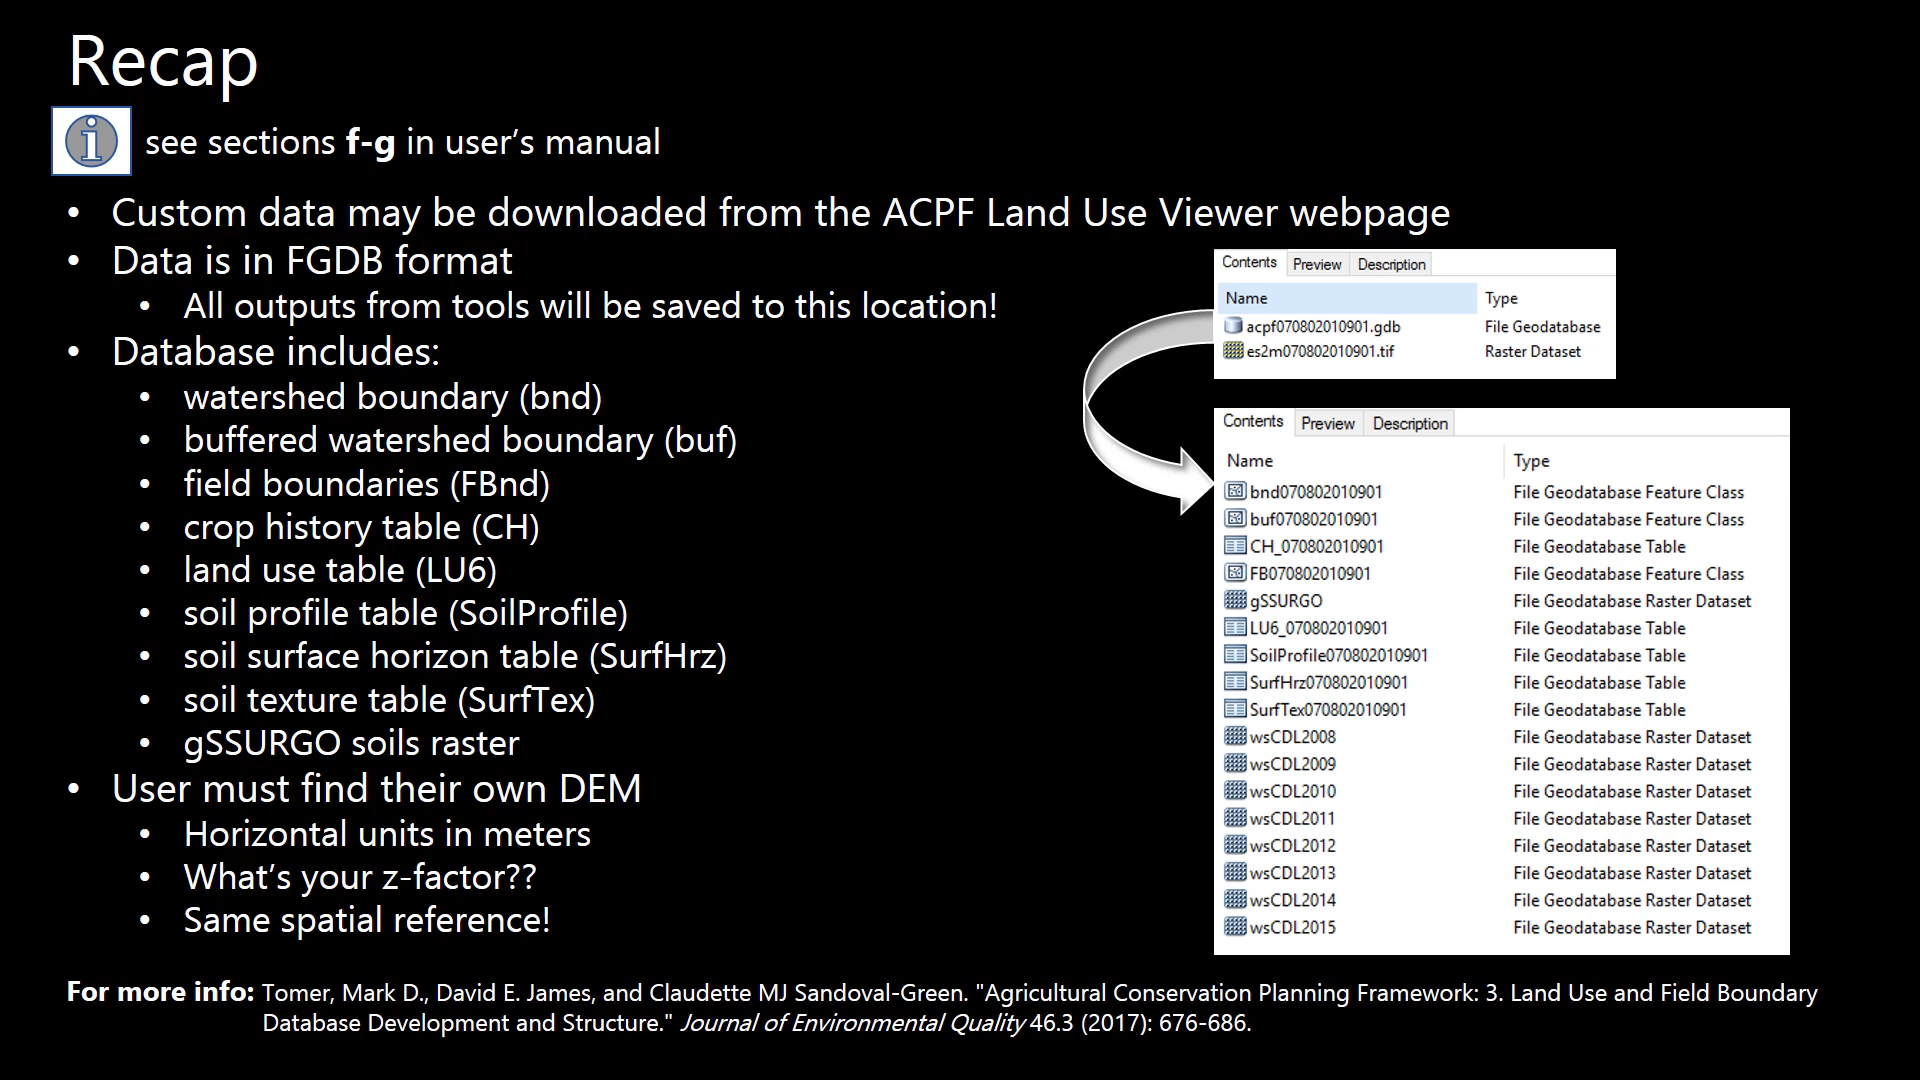 Recap
see sections f-g in user’s manual
• Custom data may be downloaded from the ACPF Land Use Viewer webpage
• Data is in FGDB format
• All outputs from tools will be saved to this location!
• Database includes:
• watershed boundary (bnd)
• buffered watershed boundary (buf)
• field boundaries (FBnd)
• crop history table (CH)
• land use table (LU6)
• soil profile table (SoilProfile)
• soil surface horizon table (SurfHrz)
• soil texture table (SurfTex)
• gSSURGO soils raster
• User must find their own DEM
• Horizontal units in meters
• What’s your z-factor??
• Same spatial reference!
Contents Preview Description
Name Type
acpf070802010901.gdb File Geodatabase
es2m070802010901.tif Raster Dataset
Contents Preview Description
Name Type
bnd070802010901 File Geodatabase Feature Class
buf070802010901 File Geodatabase Feature Class
CH_070802010901 File Geodatabase Table
FB070802010901 File Geodatabase Feature Class
gSSURGO File Geodatabase Raster Dataset
LU6_070802010901 File Geodatabase Table
SoilProfile070802010901 File Geodatabase Table
SurfHrz070802010901 File Geodatabase Table
SurfTex070802010901 File Geodatabase Table
wsCDL2008 File Geodatabase Raster Dataset
wsCDL2009 File Geodatabase Raster Dataset
wsCDL2010 File Geodatabase Raster Dataset
wsCDL2011 File Geodatabase Raster Dataset
wsCDL2012 File Geodatabase Raster Dataset
wsCDL2013 File Geodatabase Raster Dataset
wsCDL2014 File Geodatabase Raster Dataset
wsCDL2015 File Geodatabase Raster Dataset
For more info: Tomer, Mark D., David E. James, and Claudette MJ Sandoval-Green. "Agricultural Conservation Planning Framework: 3. Land Use and Field Boundary
Database Development and Structure." Journal of Environmental Quality 46.3 (2017): 676-686.